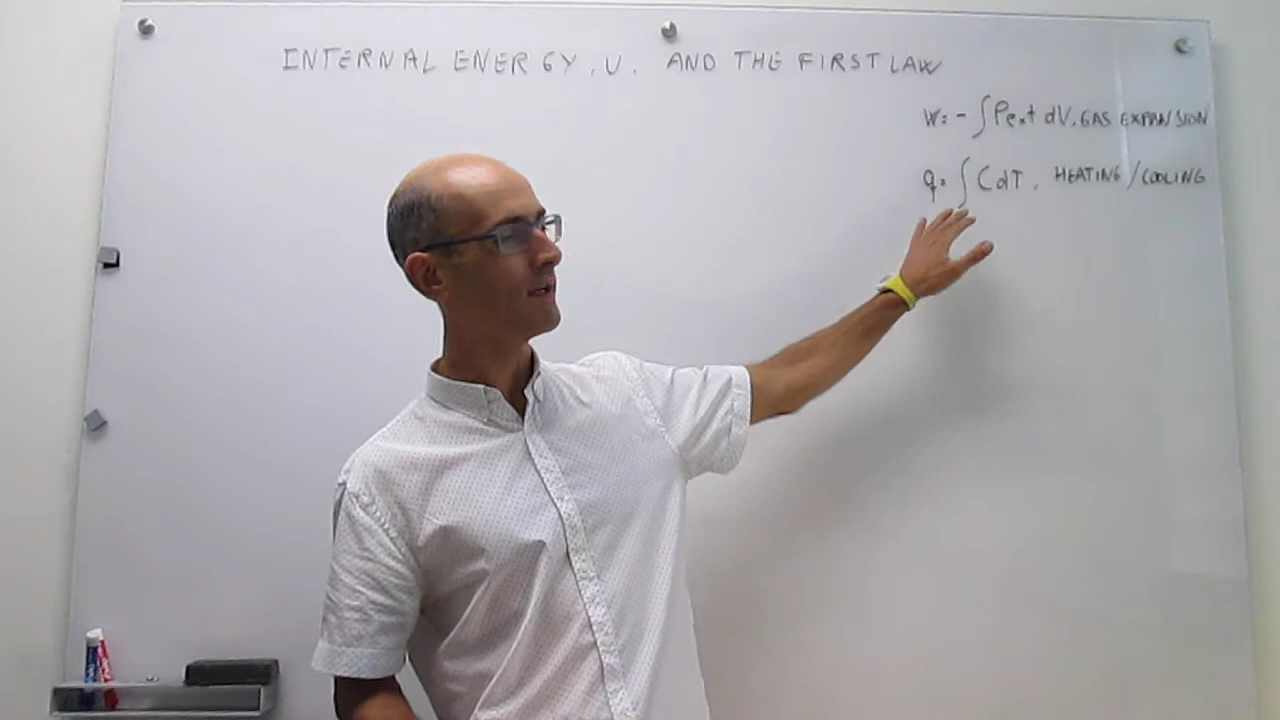 INTERNAL ENERGY, U, AND THE FIRST LAW
w = - ∫ Pext dV, GAS EXPANSION
q = ∫ C dT, HEATING / COOLING